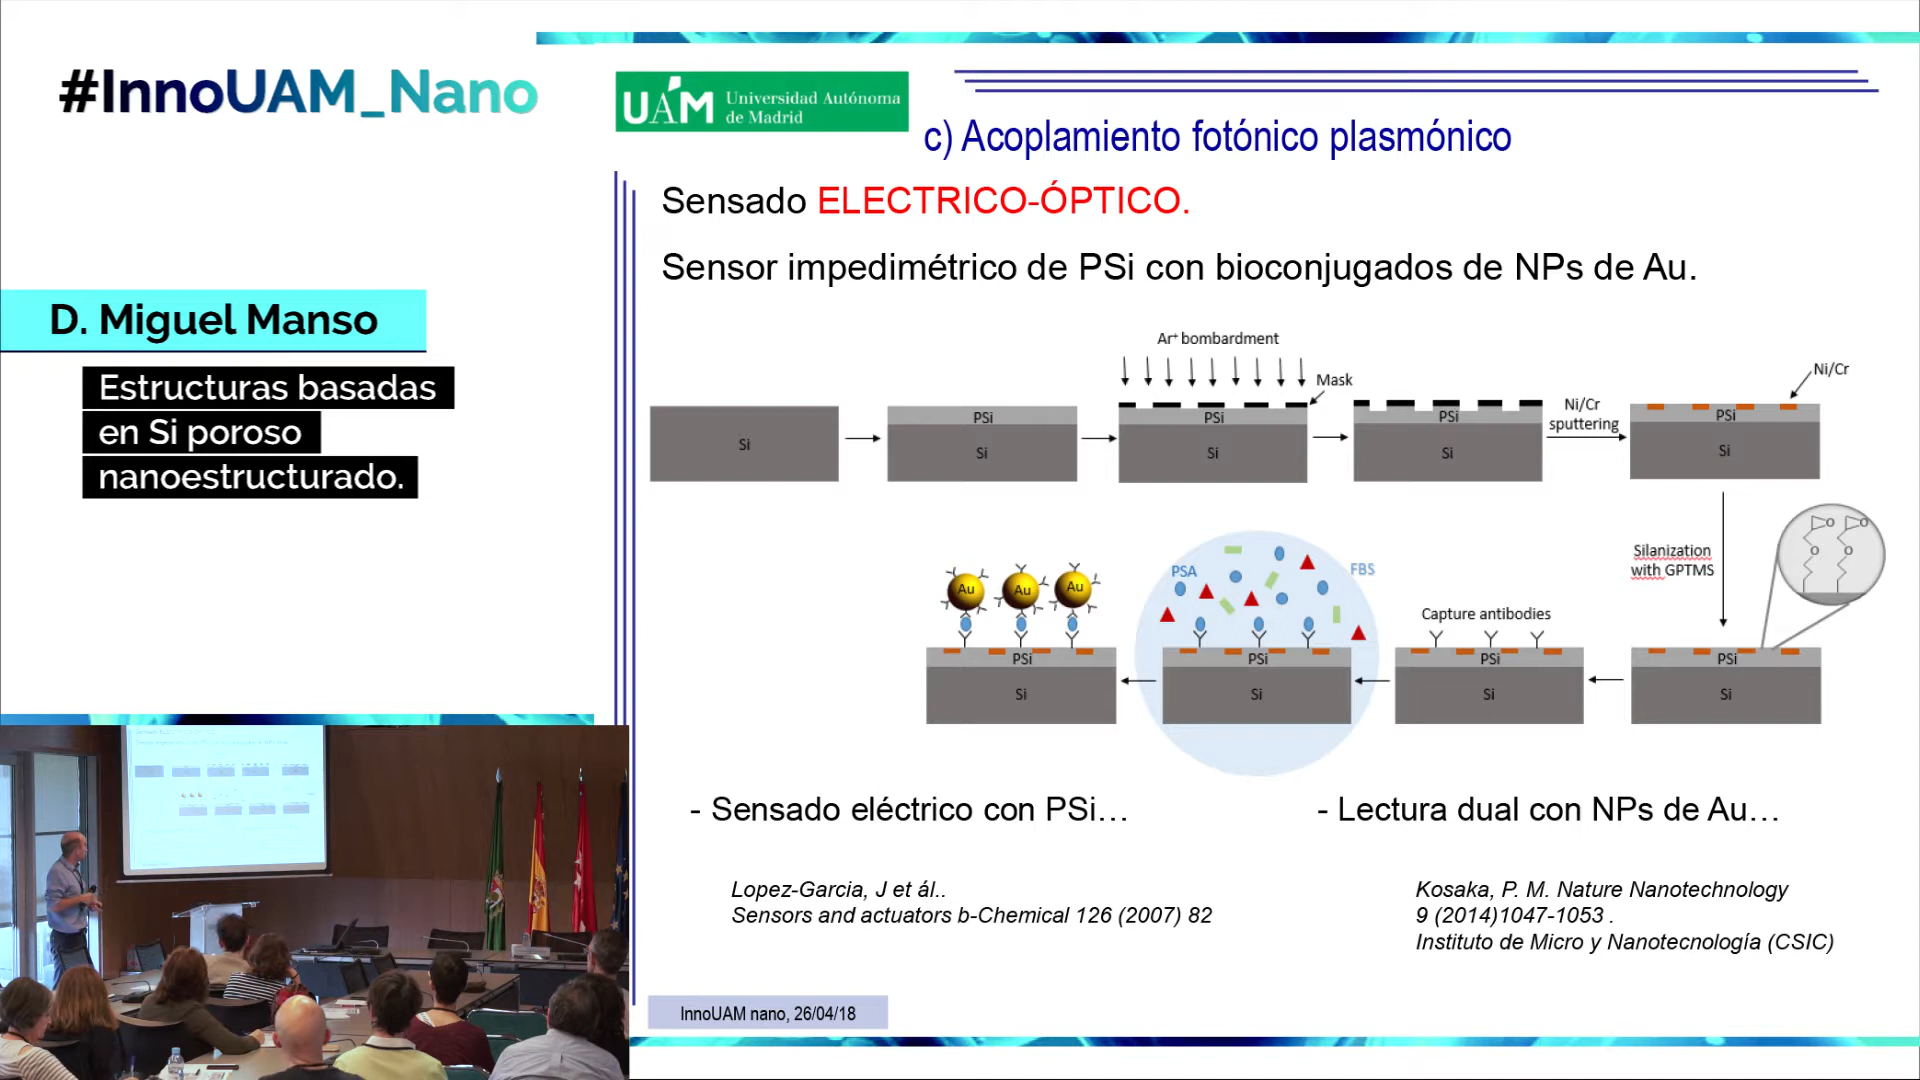 #InnoUAM_Nano
UAM Universidad Autónoma
de Madrid
D. Miguel Manso
Estructuras basadas
en Si poroso
nanoestructurado.
c) Acoplamiento fotónico plasmónico
Sensado ELECTRICO-ÓPTICO.
Sensor impedimétrico de PSi con bioconjugados de NPs de Au.
Ar+ bombardment
Mask
Ni/Cr
Ni/Cr
sputtering
Si
PSi
Si
PSi
Si
PSi
Si
PSi
Si
Silanization
with GPTMS
O
O
O
O
Au
Au
Au
PSA
FBS
Capture antibodies
PSi
Si
PSi
Si
PSi
Si
PSi
Si
- Sensado eléctrico con PSi...
- Lectura dual con NPs de Au...
Lopez-Garcia, J et ál..
Sensors and actuators b-Chemical 126 (2007) 82
Kosaka, P. M. Nature Nanotechnology
9 (2014)1047-1053 .
Instituto de Micro y Nanotecnología (CSIC)
InnoUAM nano, 26/04/18